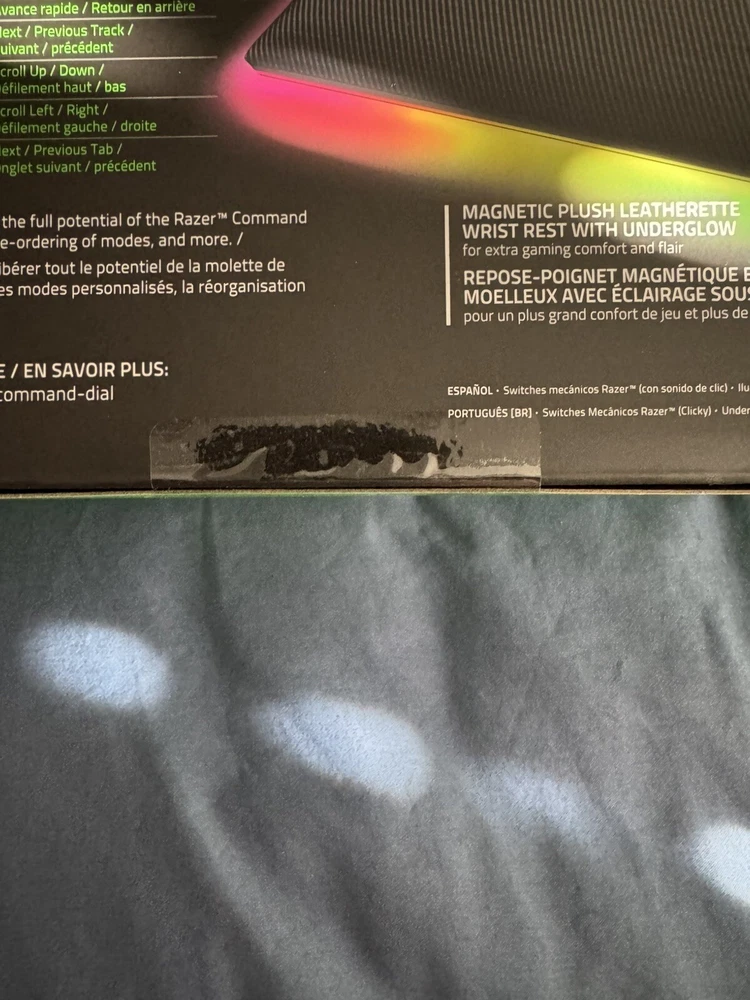 vance rapide / Retour en arrière
ext / Previous Track /
uivant / précédent
croll Up / Down /
éfilement haut / bas
croll Left / Right /
éfilement gauche / droite
ext / Previous Tab /
nglet suivant / précédent
the full potential of the Razer™ Command
e-ordering of modes, and more. /
ibérer tout le potentiel de la molette de
es modes personnalisés, la réorganisation
E / EN SAVOIR PLUS:
command-dial
MAGNETIC PLUSH LEATHERETTE
WRIST REST WITH UNDERGLOW
for extra gaming comfort and flair
REPOSE-POIGNET MAGNÉTIQUE E
MOELLEUX AVEC ÉCLAIRAGE SOUS
pour un plus grand confort de jeu et plus de
ESPAÑOL • Switches mecánicos Razer™ (con sonido de clic) • Ilu
PORTUGUÊS [BR] • Switches Mecânicos Razer™ (Clicky) • Under